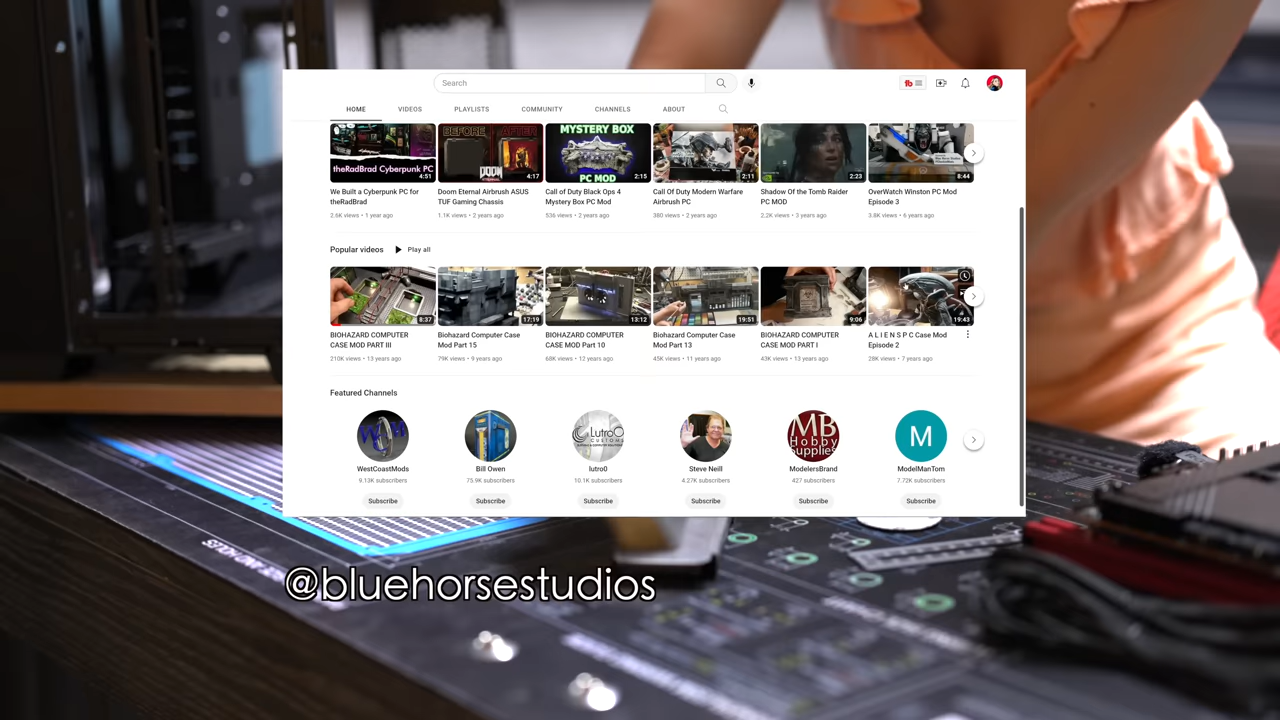 Search
HOME VIDEOS PLAYLISTS COMMUNITY CHANNELS ABOUT
theRadBrad Cyberpunk PC
4:51
BEFORE AFTER
DOOM
4:17
MYSTERY BOX
PC MOD
2:15
2:11
2:23
8:44
We Built a Cyberpunk PC for
theRadBrad
2.6K views • 1 year ago
Doom Eternal Airbrush ASUS
TUF Gaming Chassis
1.1K views • 2 years ago
Call of Duty Black Ops 4
Mystery Box PC Mod
536 views • 2 years ago
Call Of Duty Modern Warfare
Airbrush PC
380 views • 2 years ago
Shadow Of the Tomb Raider
PC MOD
2.2K views • 3 years ago
OverWatch Winston PC Mod
Episode 3
3.8K views • 6 years ago
Popular videos Play all
8:37
17:19
13:12
19:51
9:06
19:43
BIOHAZARD COMPUTER
CASE MOD PART III
210K views • 13 years ago
Biohazard Computer Case
Mod Part 15
79K views • 9 years ago
BIOHAZARD COMPUTER
CASE MOD Part 10
68K views • 12 years ago
Biohazard Computer Case
Mod Part 13
45K views • 11 years ago
BIOHAZARD COMPUTER
CASE MOD PART I
43K views • 13 years ago
A L I E N S P C Case Mod
Episode 2
28K views • 7 years ago
Featured Channels
WCM
LutroO
CUSTOMS
MB
Hobby
Supplies
M
WestCoastMods
9.13K subscribers
Subscribe
Bill Owen
75.9K subscribers
Subscribe
lutro0
10.1K subscribers
Subscribe
Steve Neill
4.27K subscribers
Subscribe
ModelersBrand
427 subscribers
Subscribe
ModelManTom
7.72K subscribers
Subscribe
@bluehorsestudios